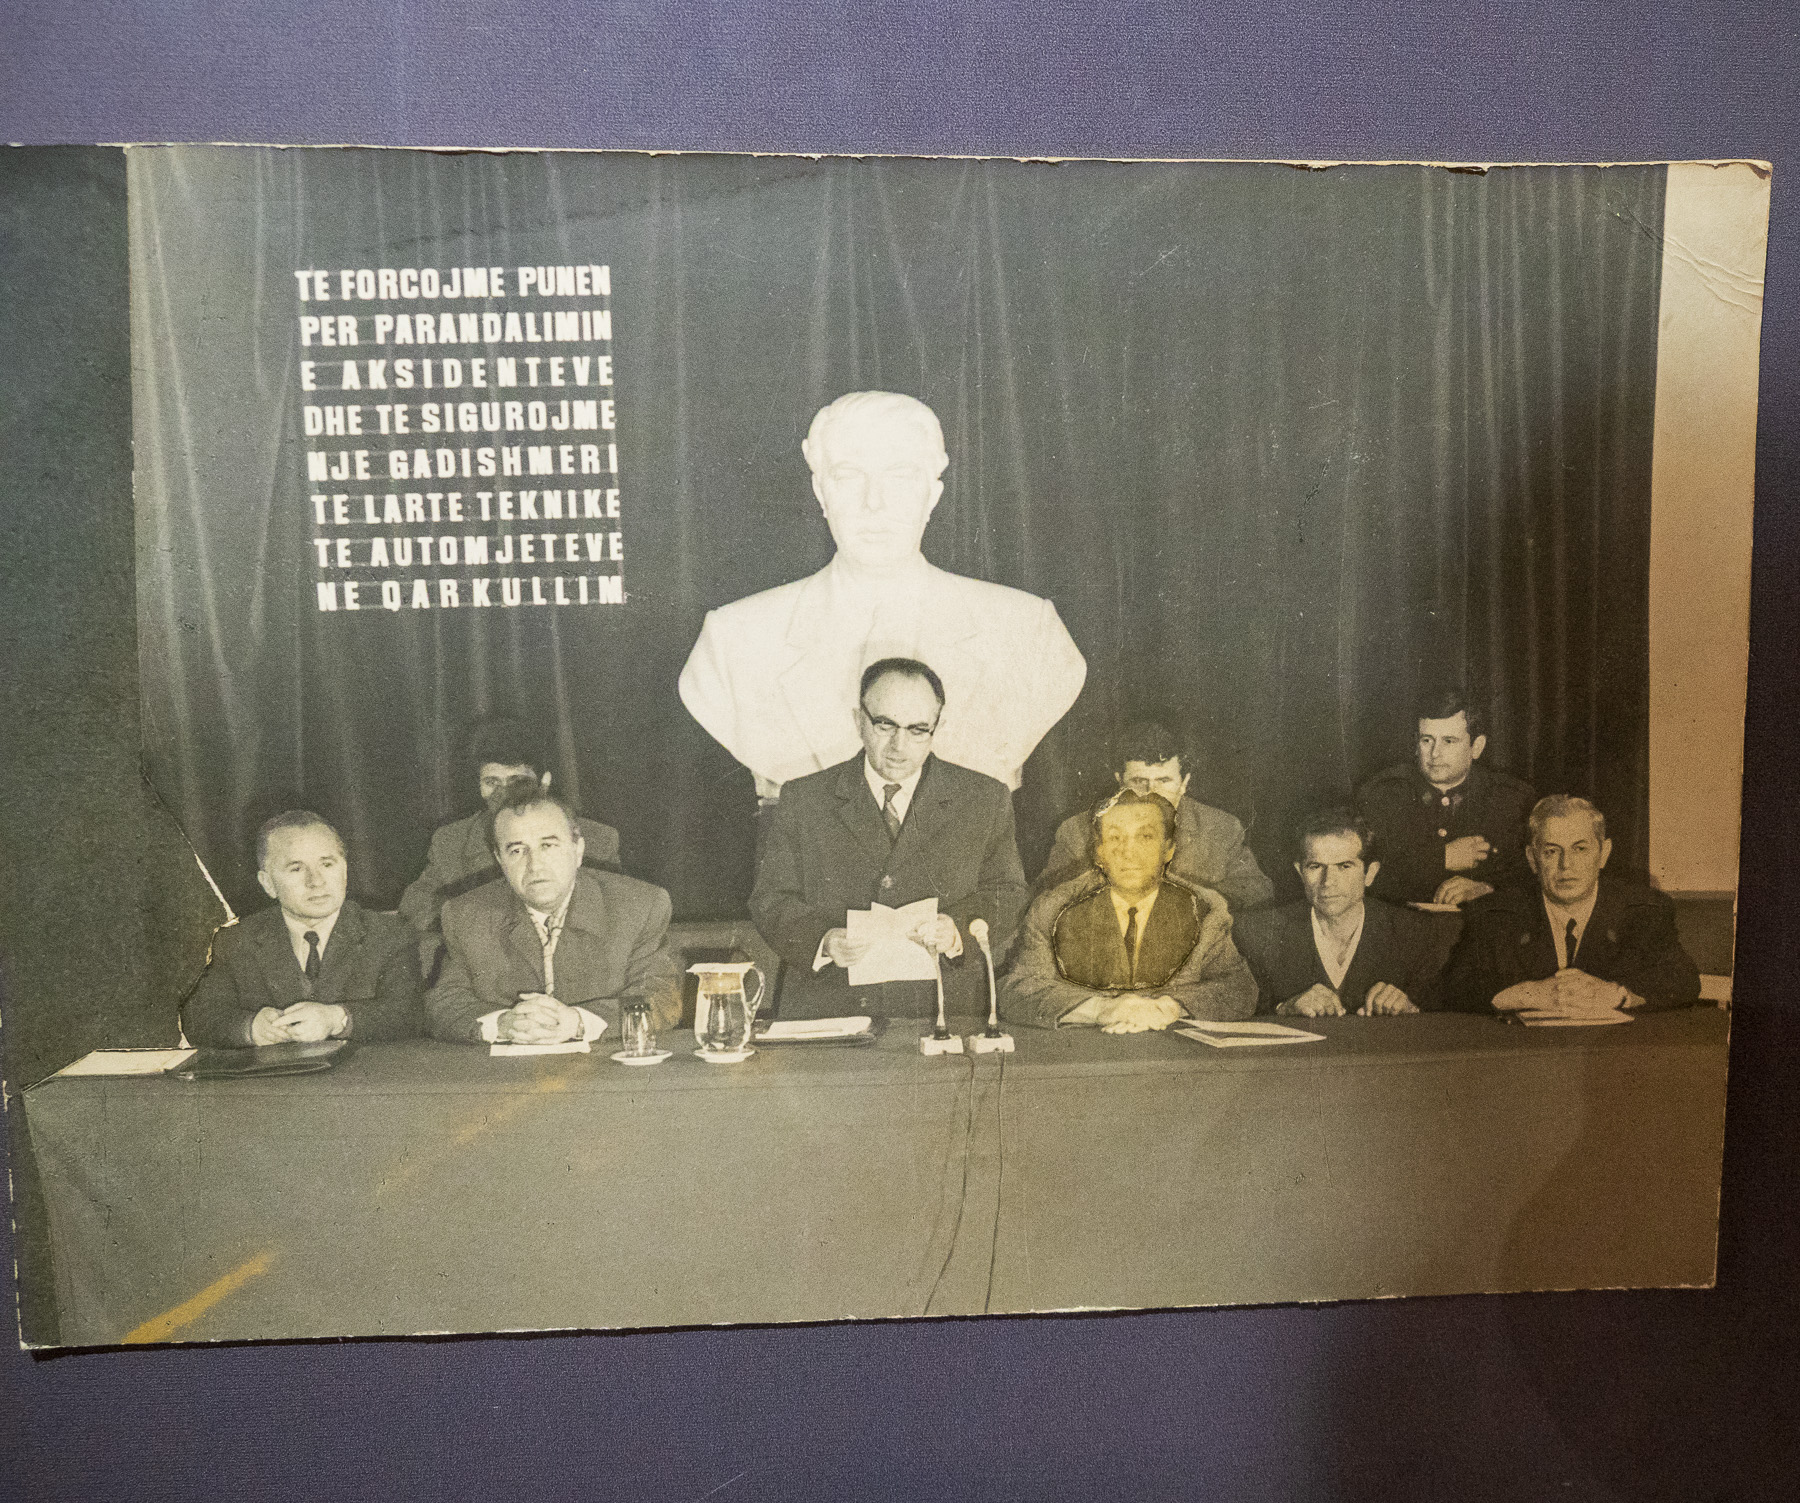 TE FORCOJME PUNEN
PER PARANDALIMIN
E AKSIDENTEVE
DHE TE SIGUROJME
NJE GADISHMERI
TE LARTE TEKNIKE
TE AUTOMJETEVE
NE QARKULLIM